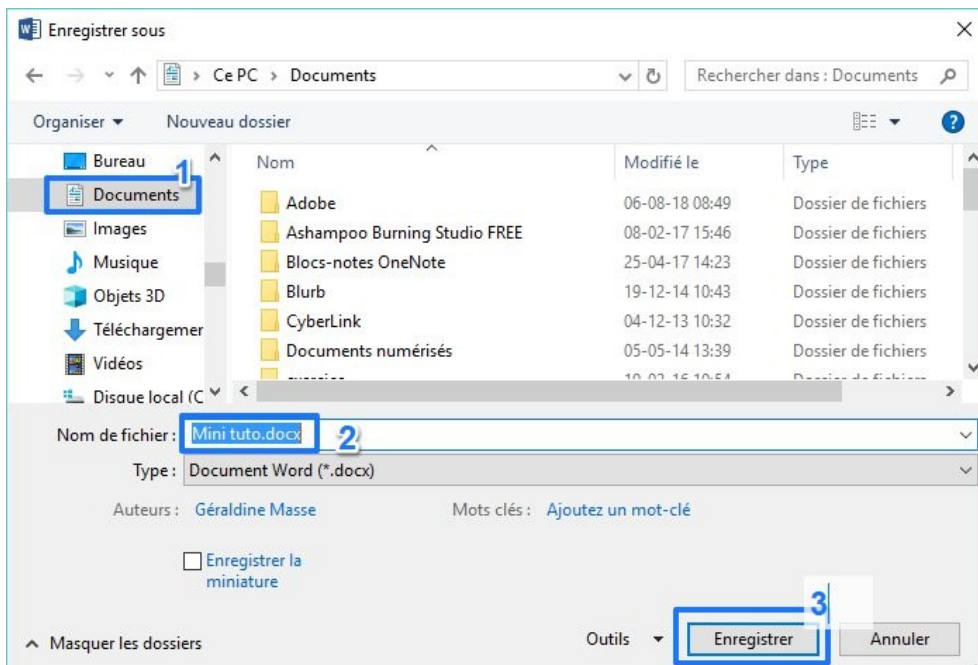 Enregistrer sous
Ce PC > Documents
Rechercher dans : Documents
Organiser
Nouveau dossier
?
Bureau
1
Documents
Images
Musique
Objets 3D
Téléchargemer
Vidéos
Disque local (C
Nom Modifié le Type
Adobe 06-08-18 08:49 Dossier de fichiers
Ashampoo Burning Studio FREE 08-02-17 15:46 Dossier de fichiers
Blocs-notes OneNote 25-04-17 14:23 Dossier de fichiers
Blurb 19-12-14 10:43 Dossier de fichiers
CyberLink 04-12-13 10:32 Dossier de fichiers
Documents numérisés 05-05-14 13:39 Dossier de fichiers
Nom de fichier : Mini tuto.docx 2
Type : Document Word (*.docx)
Auteurs : Géraldine Masse Mots clés : Ajoutez un mot-clé
Enregistrer la
miniature
3
Masquer les dossiers Outils Enregistrer Annuler